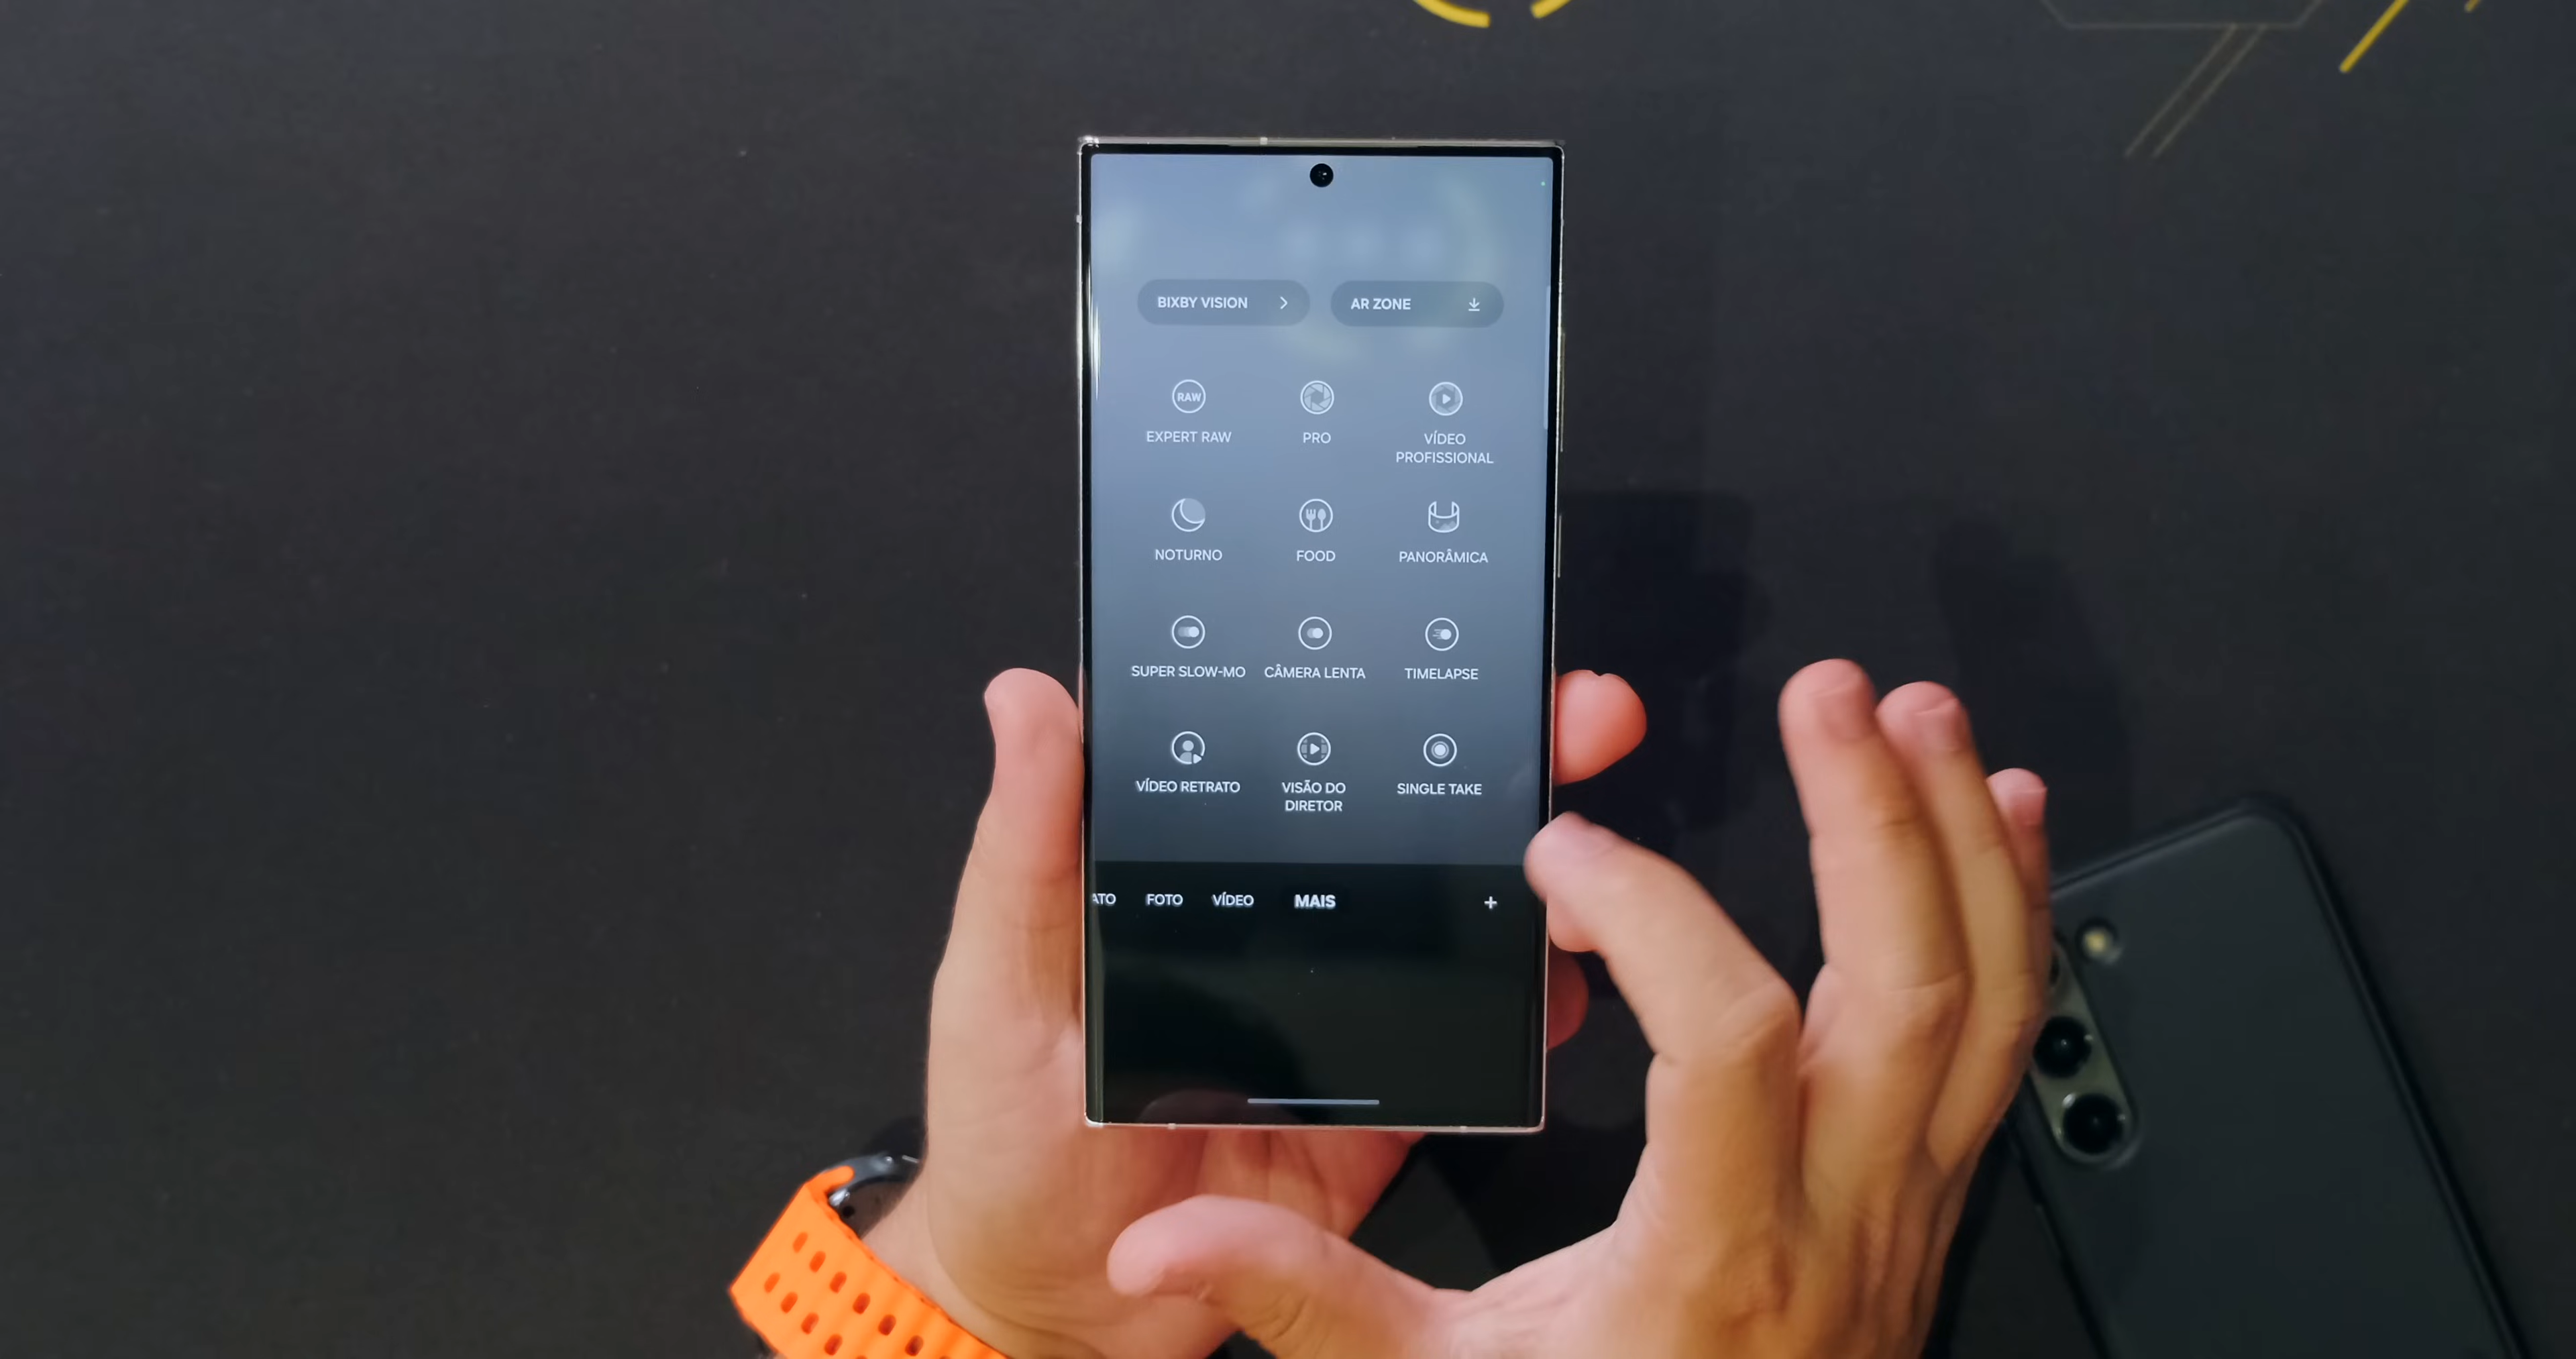 BIXBY VISION
AR ZONE
RAW
EXPERT RAW
PRO
VÍDEO
PROFISSIONAL
NOTURNO
FOOD
PANORÂMICA
SUPER SLOW-MO
CÂMERA LENTA
TIMELAPSE
VÍDEO RETRATO
VISÃO DO
DIRETOR
SINGLE TAKE
ATO
FOTO
VÍDEO
MAIS
+